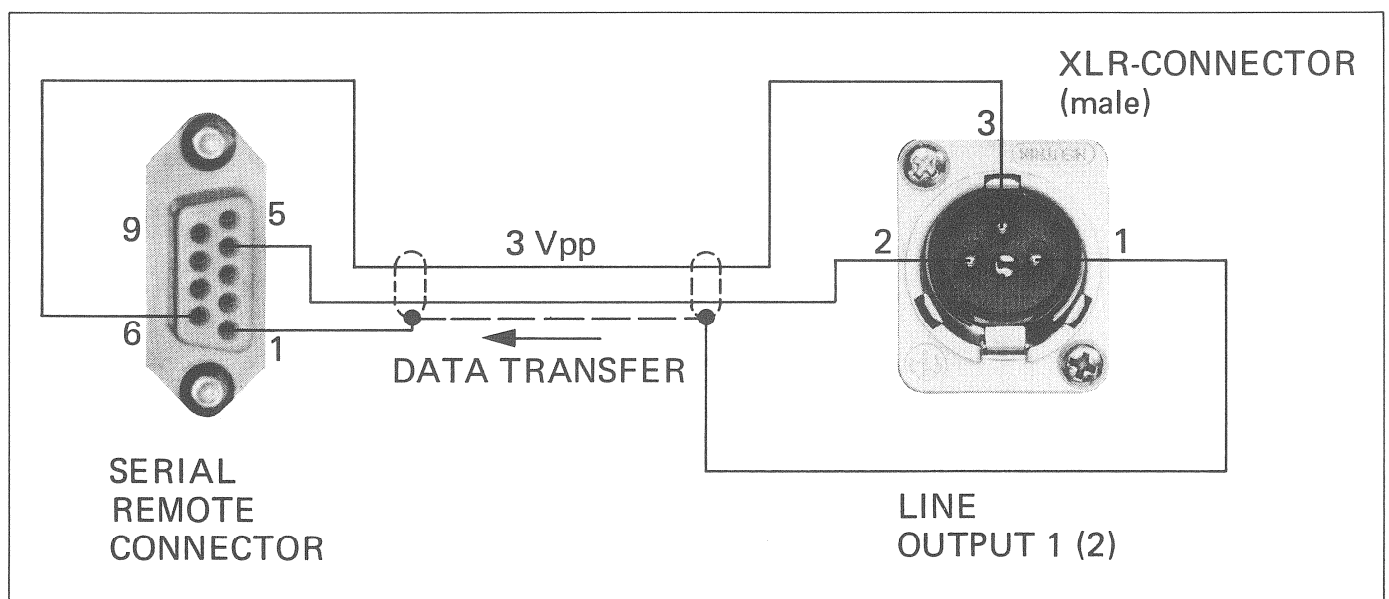 XLR-CONNECTOR
(male)
3
9
5
3 Vpp
2
1
6
1
DATA TRANSFER
SERIAL
REMOTE
CONNECTOR
LINE
OUTPUT 1 (2)